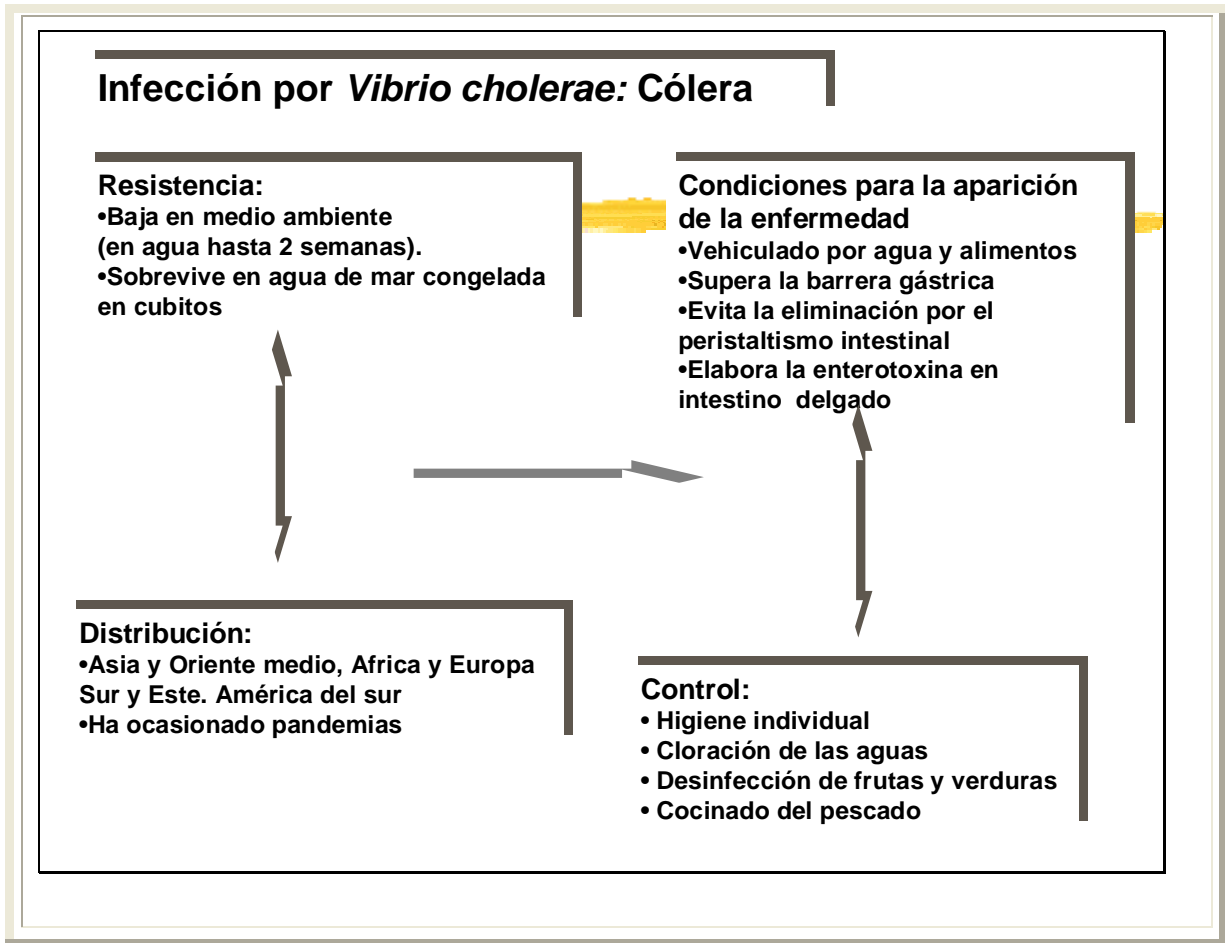 Infección por Vibrio cholerae: Cólera
Resistencia:
•Baja en medio ambiente
(en agua hasta 2 semanas).
•Sobrevive en agua de mar congelada
en cubitos
Condiciones para la aparición
de la enfermedad
•Vehiculado por agua y alimentos
•Supera la barrera gástrica
•Evita la eliminación por el
peristaltismo intestinal
•Elabora la enterotoxina en
intestino delgado
Distribución:
•Asia y Oriente medio, Africa y Europa
Sur y Este. América del sur
•Ha ocasionado pandemias
Control:
• Higiene individual
• Cloración de las aguas
• Desinfección de frutas y verduras
• Cocinado del pescado